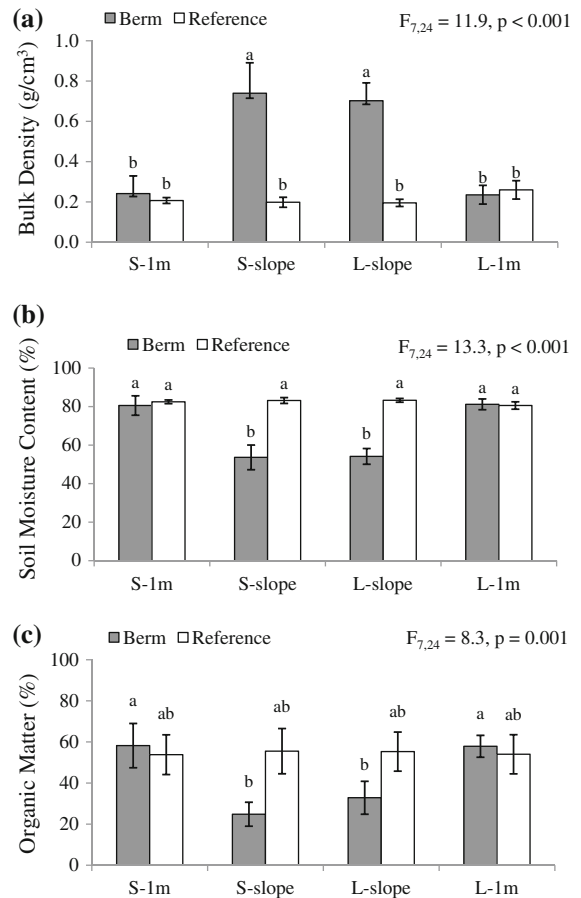 (a)
Berm Reference
F7,24 = 11.9, p < 0.001
Bulk Density (g/cm³)
1.0
0.8
0.6
0.4
0.2
0.0
b b a b a b b b
S-1m S-slope L-slope L-1m
(b)
Berm Reference
F7,24 = 13.3, p < 0.001
Soil Moisture Content (%)
100
80
60
40
20
0
a a b a b a a a
S-1m S-slope L-slope L-1m
(c)
Berm Reference
F7,24 = 8.3, p = 0.001
Organic Matter (%)
100
80
60
40
20
0
a ab b ab b ab a ab
S-1m S-slope L-slope L-1m